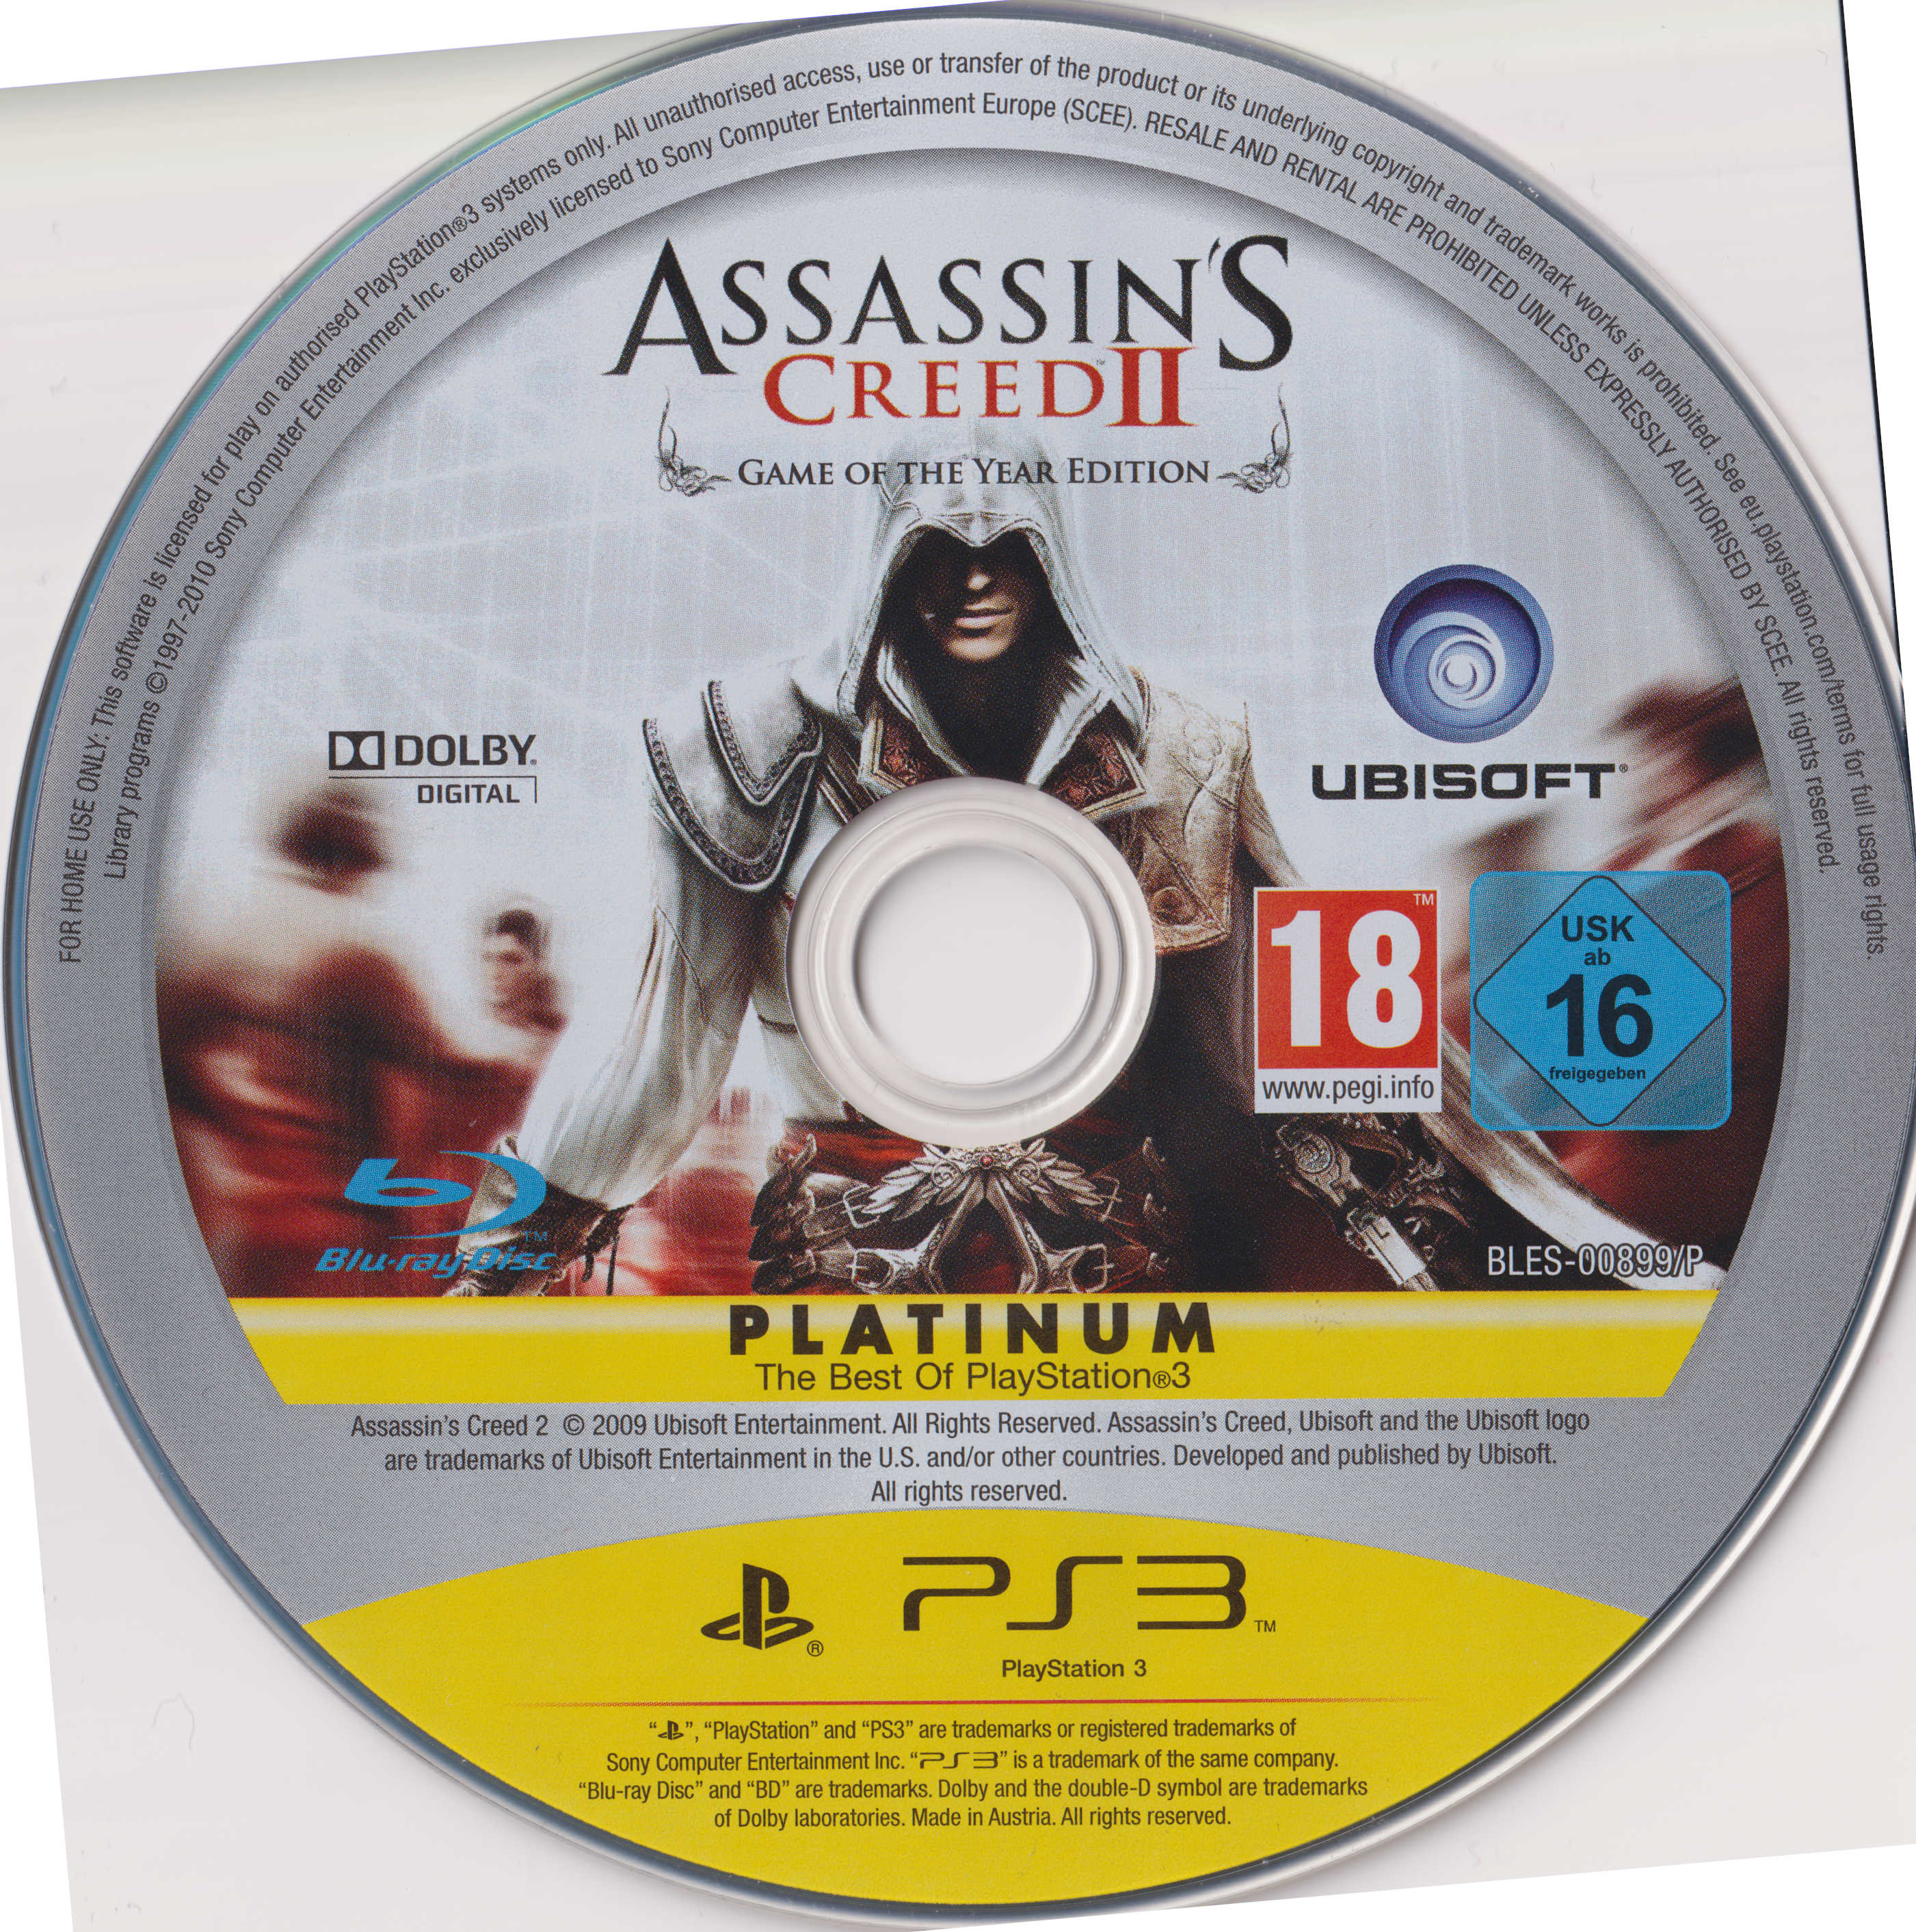 FOR HOME USE ONLY: This software is licensed for play on authorised PlayStation®3 systems only. All unauthorised access, use or transfer of the product or its underlying copyright and trademark works is prohibited. See eu.playstation.com/terms for full usage rights.
Library programs ©1997-2010 Sony Computer Entertainment Inc. exclusively licensed to Sony Computer Entertainment Europe (SCEE). RESALE AND RENTAL ARE PROHIBITED UNLESS EXPRESSLY AUTHORISED BY SCEE. All rights reserved.
ASSASSIN'S
CREED II
™
GAME OF THE YEAR EDITION
DOLBY®
DIGITAL
UBISOFT®
18™
www.pegi.info
USK
ab
16
freigegeben
Blu-ray Disc™
BLES-00899/P
PLATINUM
The Best Of PlayStation®3
Assassin's Creed 2 © 2009 Ubisoft Entertainment. All Rights Reserved. Assassin's Creed, Ubisoft and the Ubisoft logo
are trademarks of Ubisoft Entertainment in the U.S. and/or other countries. Developed and published by Ubisoft.
All rights reserved.
® PS3™
PlayStation 3
“ ”, “PlayStation” and “PS3” are trademarks or registered trademarks of
Sony Computer Entertainment Inc. “PS3” is a trademark of the same company.
“Blu-ray Disc” and “BD” are trademarks. Dolby and the double-D symbol are trademarks
of Dolby laboratories. Made in Austria. All rights reserved.